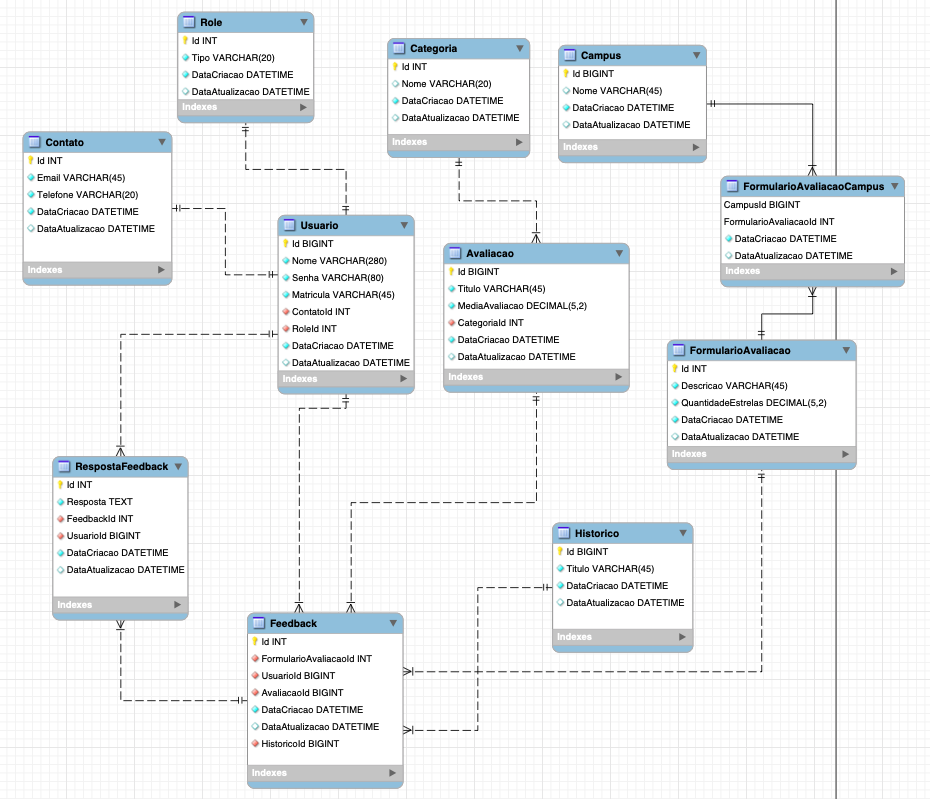 Role
Id INT
Tipo VARCHAR(20)
DataCriacao DATETIME
DataAtualizacao DATETIME
Indexes
Categoria
Id INT
Nome VARCHAR(20)
DataCriacao DATETIME
DataAtualizacao DATETIME
Indexes
Campus
Id BIGINT
Nome VARCHAR(45)
DataCriacao DATETIME
DataAtualizacao DATETIME
Indexes
Contato
Id INT
Email VARCHAR(45)
Telefone VARCHAR(20)
DataCriacao DATETIME
DataAtualizacao DATETIME
Indexes
FormularioAvaliacaoCampus
CampusId BIGINT
FormularioAvaliacaoId INT
DataCriacao DATETIME
DataAtualizacao DATETIME
Indexes
Usuario
Id BIGINT
Nome VARCHAR(280)
Senha VARCHAR(80)
Matricula VARCHAR(45)
ContatoId INT
RoleId INT
DataCriacao DATETIME
DataAtualizacao DATETIME
Indexes
Avaliacao
Id BIGINT
Titulo VARCHAR(45)
MediaAvaliacao DECIMAL(5,2)
CategoriaId INT
DataCriacao DATETIME
DataAtualizacao DATETIME
Indexes
FormularioAvaliacao
Id INT
Descricao VARCHAR(45)
QuantidadeEstrelas DECIMAL(5,2)
DataCriacao DATETIME
DataAtualizacao DATETIME
Indexes
RespostaFeedback
Id INT
Resposta TEXT
FeedbackId INT
UsuarioId BIGINT
DataCriacao DATETIME
DataAtualizacao DATETIME
Indexes
Historico
Id BIGINT
Titulo VARCHAR(45)
DataCriacao DATETIME
DataAtualizacao DATETIME
Indexes
Feedback
Id INT
FormularioAvaliacaoId INT
UsuarioId BIGINT
AvaliacaoId BIGINT
DataCriacao DATETIME
DataAtualizacao DATETIME
HistoricoId BIGINT
Indexes